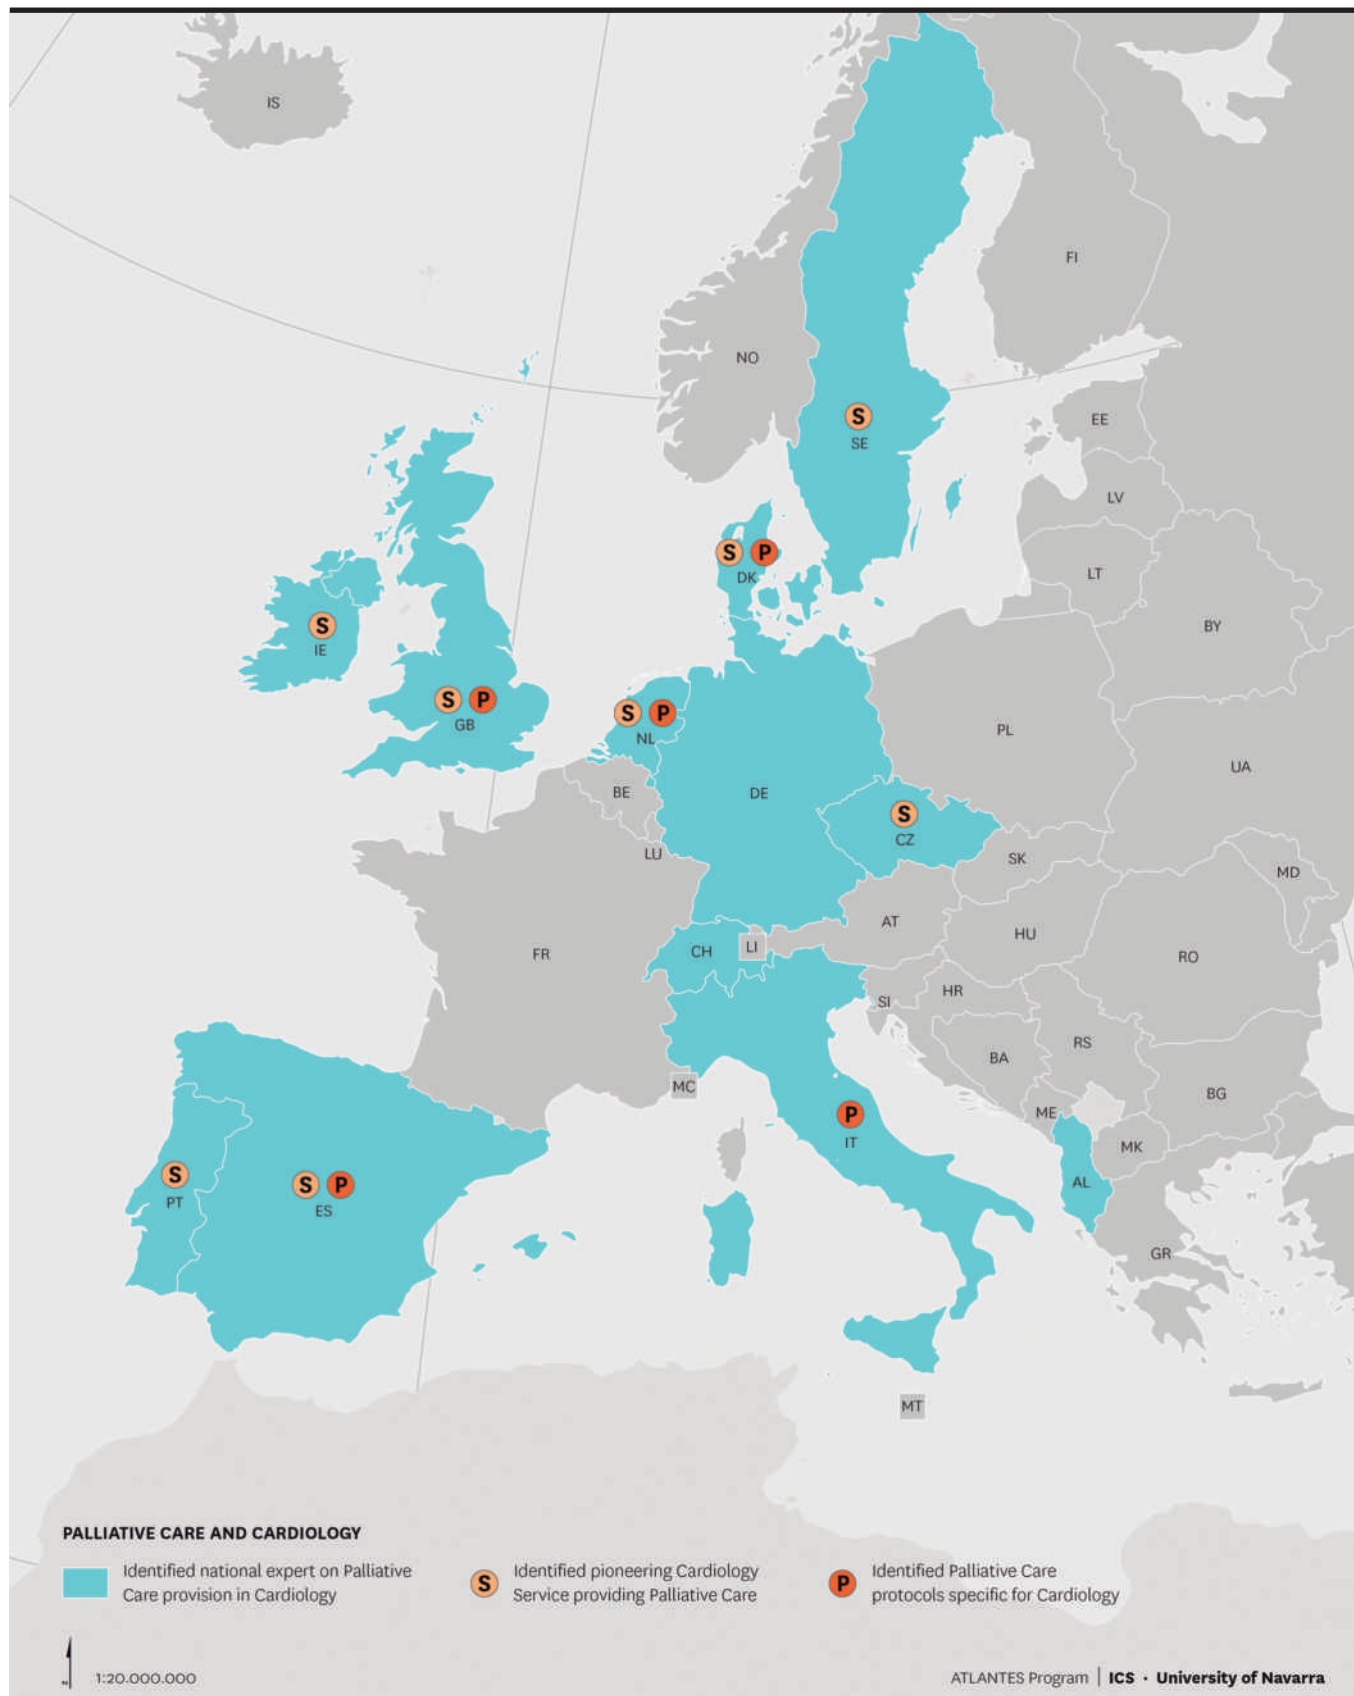 IS
FI
NO
S
SE
EE
LV
S P
DK
LT
S
IE
BY
S P
GB
S P
NL
PL
UA
BE
DE
S
CZ
LU
SK
MD
AT
HU
FR
CH
LI
RO
SI
HR
RS
BA
MC
BG
ME
P
IT
MK
S
PT
S P
ES
AL
GR
MT
PALLIATIVE CARE AND CARDIOLOGY
Identified national expert on Palliative
Care provision in Cardiology
S
Identified pioneering Cardiology
Service providing Palliative Care
P
Identified Palliative Care
protocols specific for Cardiology
1:20.000.000
ATLANTES Program | ICS · University of Navarra